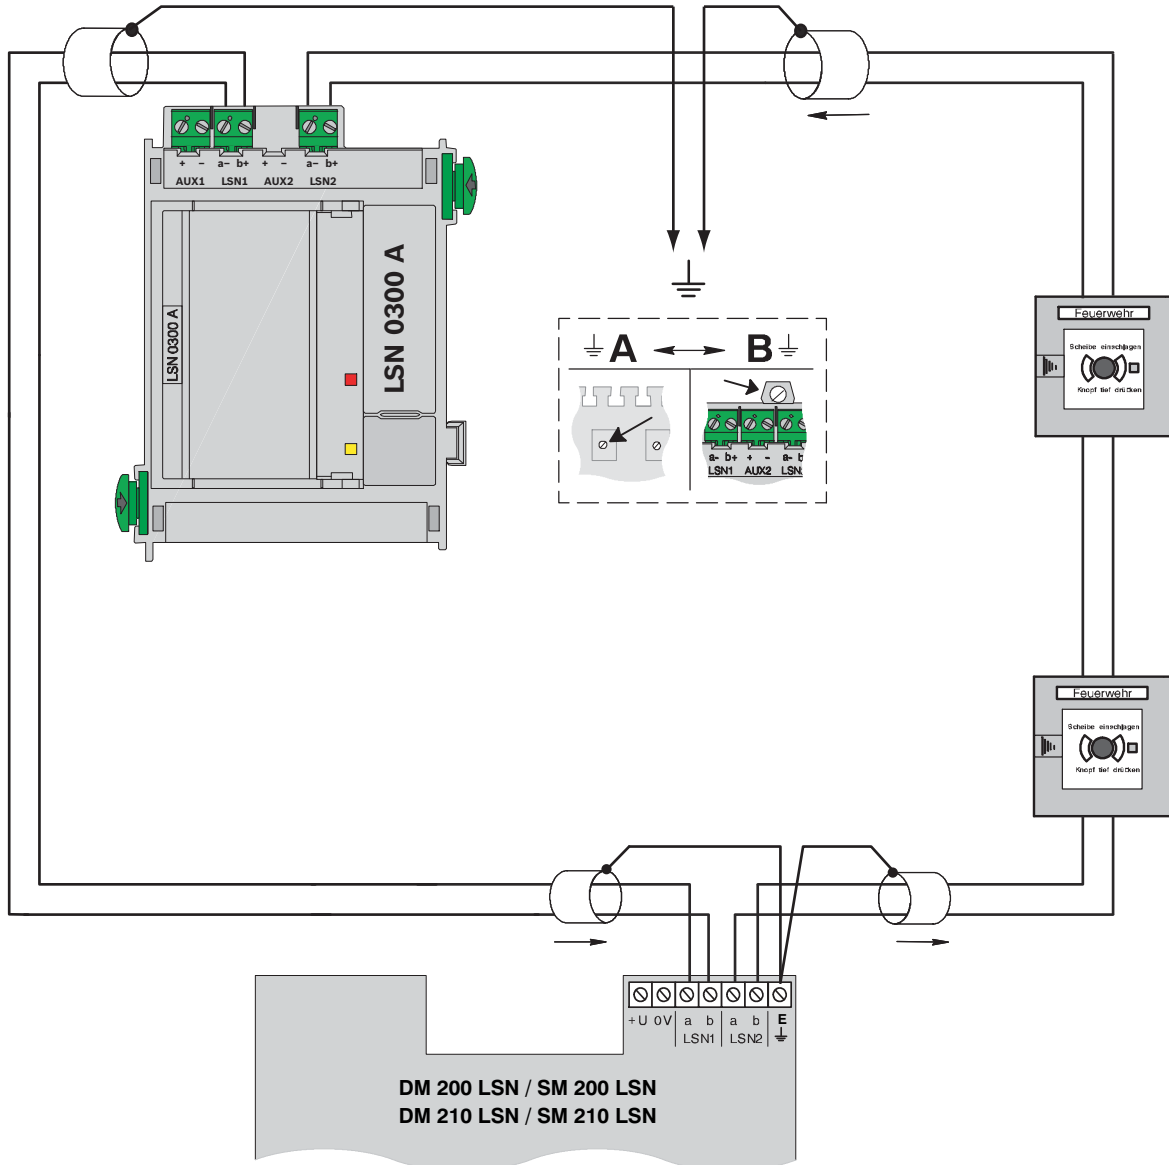 + - a- b+ + - a- b+
AUX1 LSN1 AUX2 LSN2
LSN 0300 A
LSN 0300 A
A B
a- b+ + - a- b
LSN1 AUX2 LSN
Feuerwehr
Scheibe einschlagen
Knopf tief drücken
Feuerwehr
Scheibe einschlagen
Knopf tief drücken
+U 0V a b a b E
LSN1 LSN2
DM 200 LSN / SM 200 LSN
DM 210 LSN / SM 210 LSN